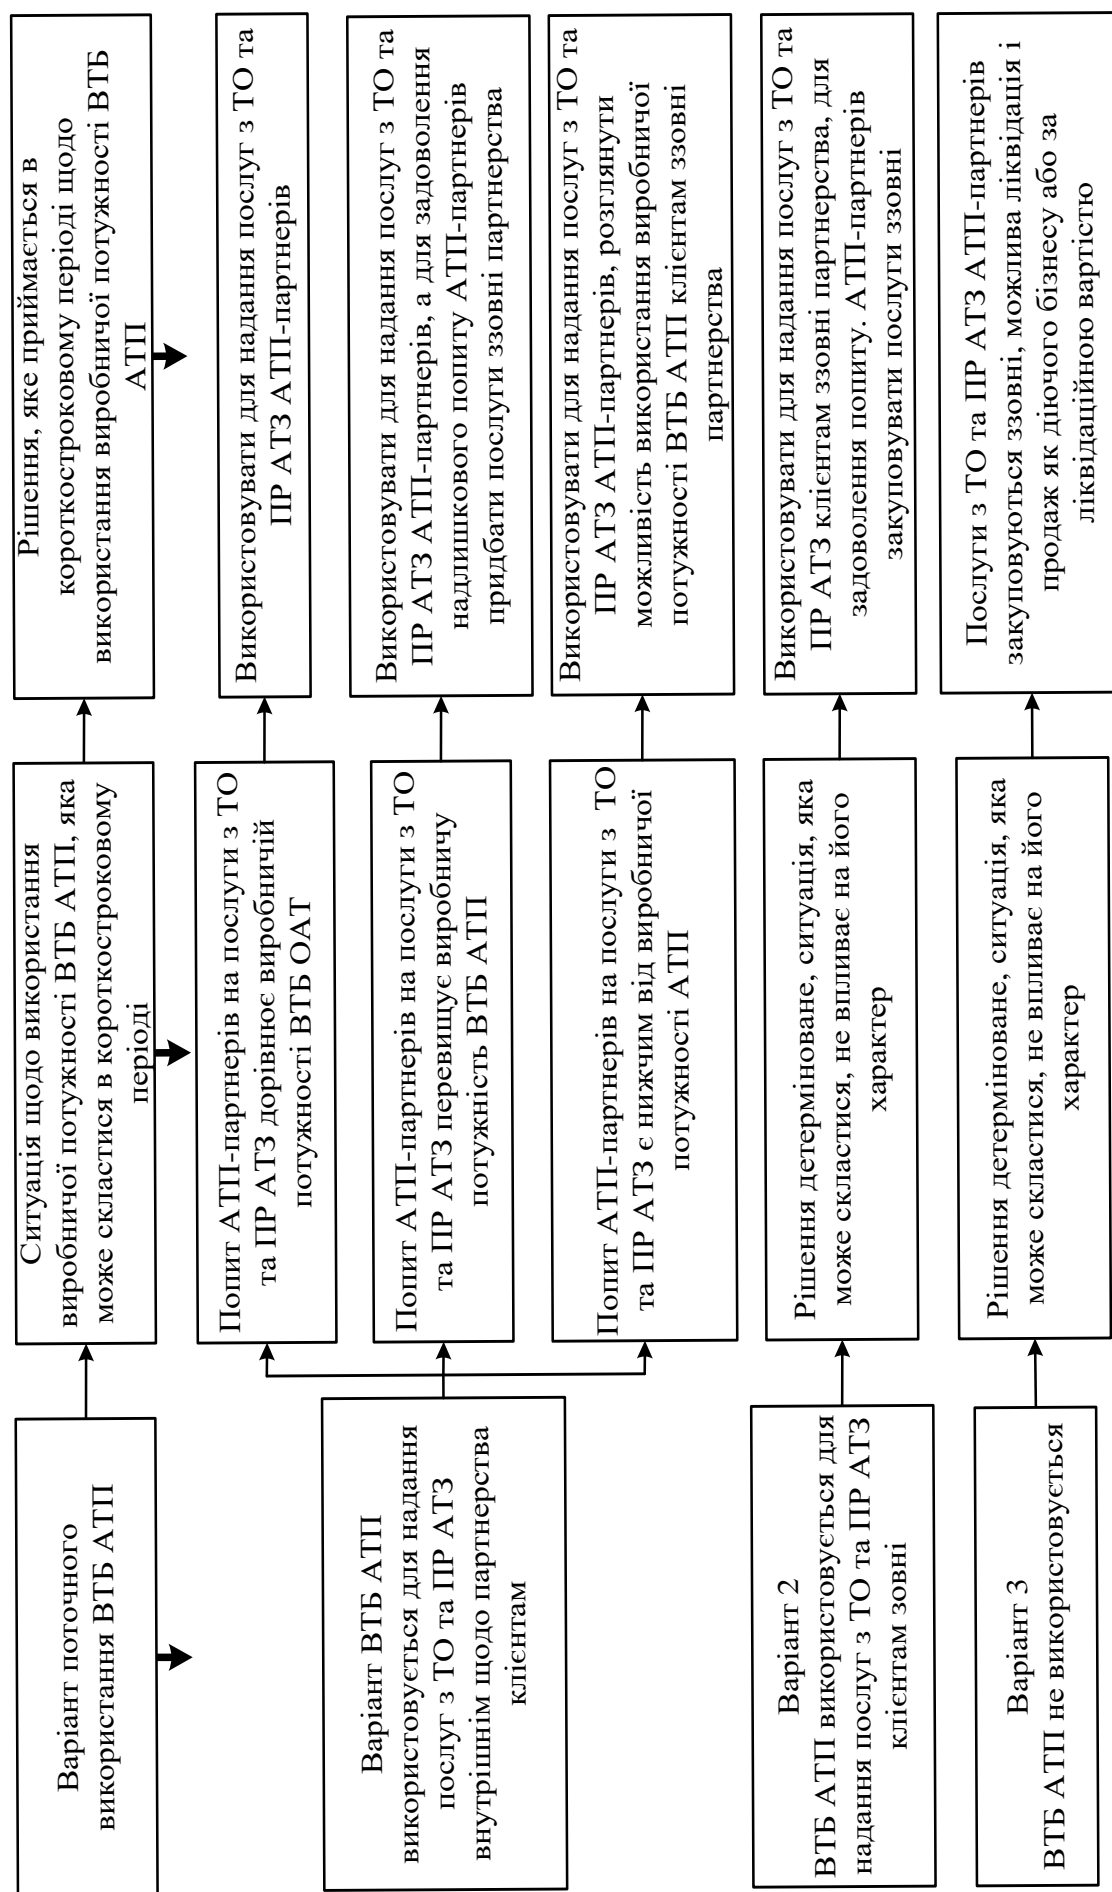 Варіант поточного
використання ВТБ АТП
Ситуація щодо використання
виробничої потужності ВТБ АТП, яка
може скластися в короткостроковому
періоді
Рішення, яке приймається в
короткостроковому періоді щодо
використання виробничої потужності ВТБ
АТП
Варіант ВТБ АТП
використовується для надання
послуг з ТО та ПР АТЗ
внутрішнім щодо партнерства
клієнтам
Попит АТП-партнерів на послуги з ТО
та ПР АТЗ дорівнює виробничій
потужності ВТБ ОАТ
Використовувати для надання послуг з ТО та
ПР АТЗ АТП-партнерів
Попит АТП-партнерів на послуги з ТО
та ПР АТЗ перевищує виробничу
потужність ВТБ АТП
Використовувати для надання послуг з ТО та
ПР АТЗ АТП-партнерів, а для задоволення
надлишкового попиту АТП-партнерів
придбати послуги ззовні партнерства
Попит АТП-партнерів на послуги з ТО
та ПР АТЗ є нижчим від виробничої
потужності АТП
Використовувати для надання послуг з ТО та
ПР АТЗ АТП-партнерів, розглянути
можливість використання виробничої
потужності ВТБ АТП клієнтам ззовні
партнерства
Варіант 2
ВТБ АТП використовується для
надання послуг з ТО та ПР АТЗ
клієнтам зовні
Рішення детерміноване, ситуація, яка
може скластися, не впливає на його
характер
Використовувати для надання послуг з ТО та
ПР АТЗ клієнтам ззовні партнерства, для
задоволення попиту. АТП-партнерів
закуповувати послуги ззовні
Варіант 3
ВТБ АТП не використовується
Рішення детерміноване, ситуація, яка
може скластися, не впливає на його
характер
Послуги з ТО та ПР АТЗ АТП-партнерів
закуповуються ззовні, можлива ліквідація і
продаж як діючого бізнесу або за
ліквідаційною вартістю